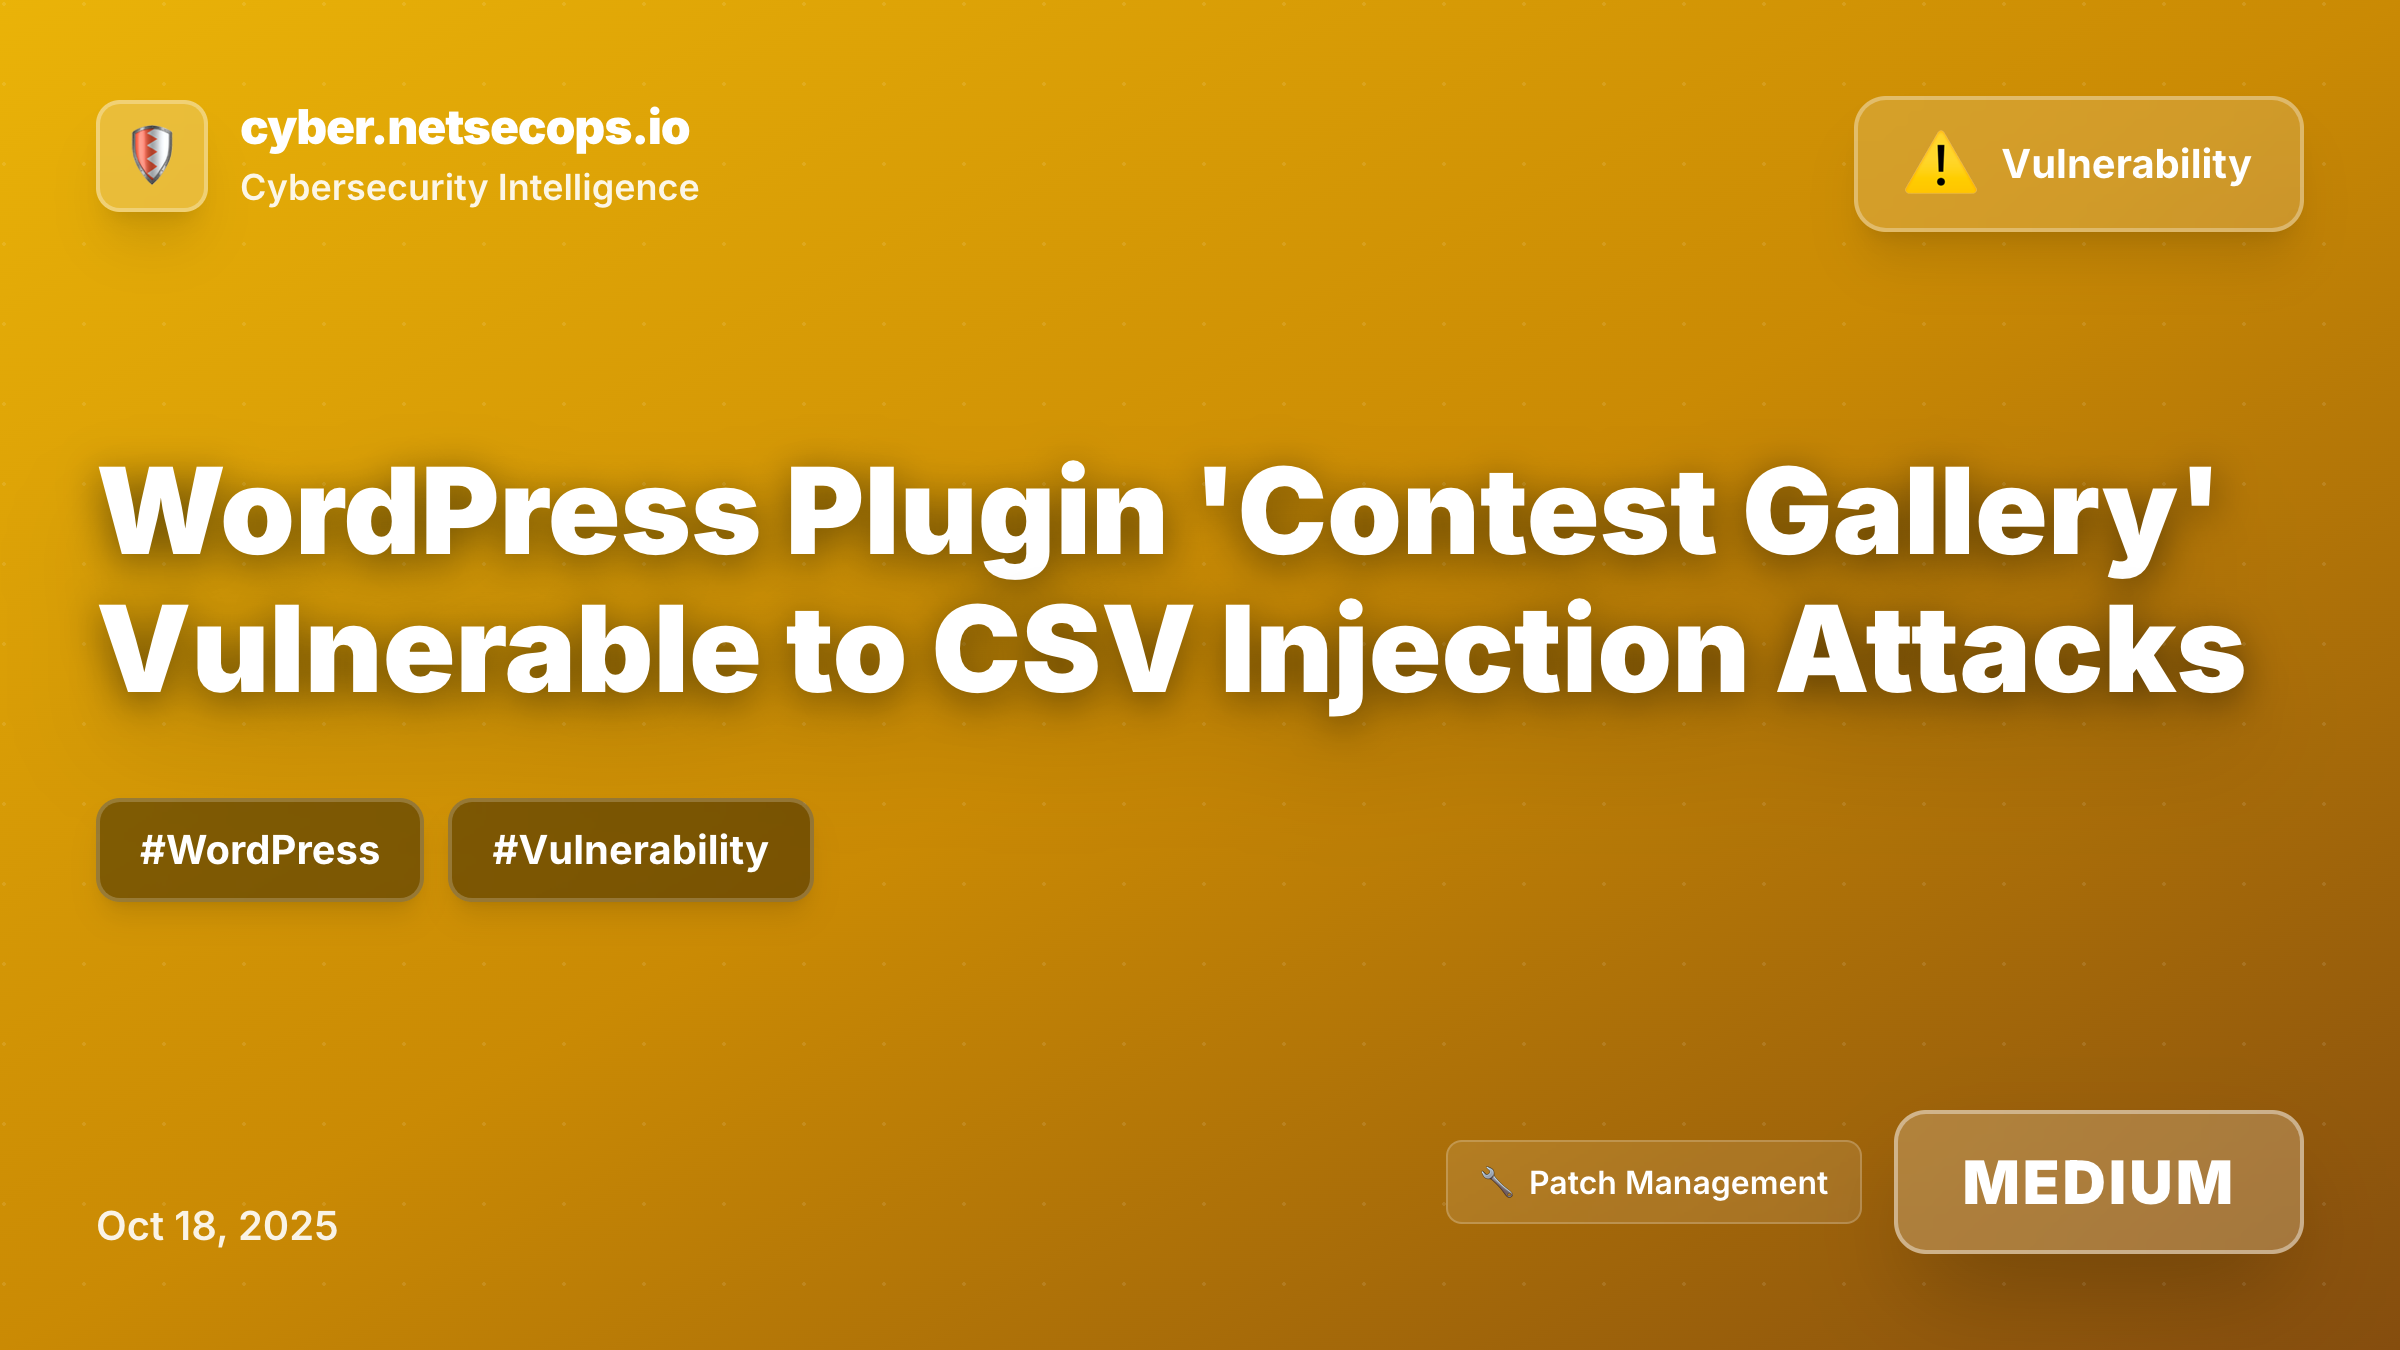 cyber.netsecops.io
Cybersecurity Intelligence
Vulnerability
WordPress Plugin 'Contest Gallery'
Vulnerable to CSV Injection Attacks
#WordPress
#Vulnerability
Patch Management
MEDIUM
Oct 18, 2025